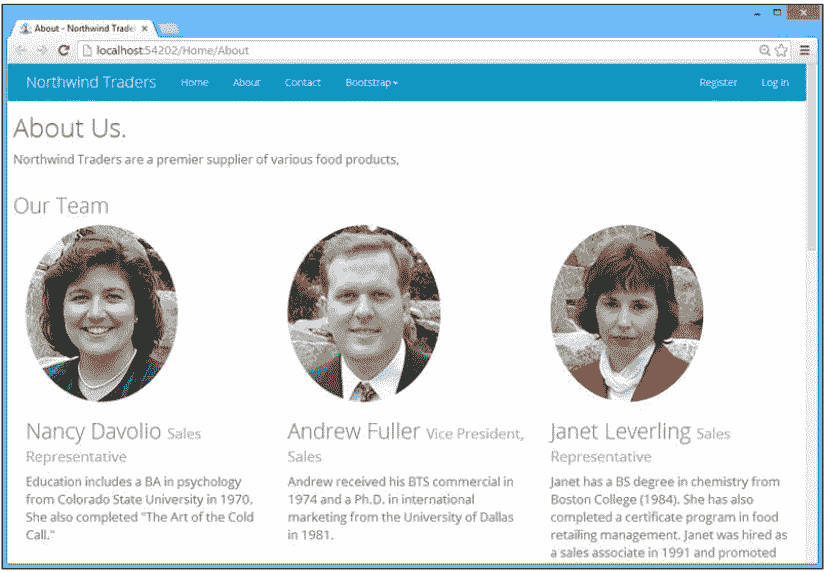 About - Northwind Trade
localhost:54202/Home/About
Northwind Traders Home About Contact Bootstrap Register Log in
About Us.
Northwind Traders are a premier supplier of various food products,
Our Team
Nancy Davolio Sales
Representative
Education includes a BA in psychology
from Colorado State University in 1970.
She also completed "The Art of the Cold
Call."
Andrew Fuller Vice President,
Sales
Andrew received his BTS commercial in
1974 and a Ph.D. in international
marketing from the University of Dallas
in 1981.
Janet Leverling Sales
Representative
Janet has a BS degree in chemistry from
Boston College (1984). She has also
completed a certificate program in food
retailing management. Janet was hired as
a sales associate in 1991 and promoted